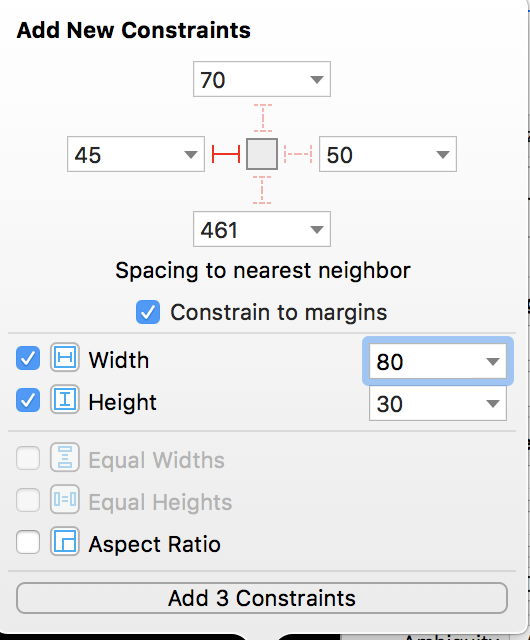 Add New Constraints
70
45
50
461
Spacing to nearest neighbor
Constrain to margins
Width
80
Height
30
Equal Widths
Equal Heights
Aspect Ratio
Add 3 Constraints